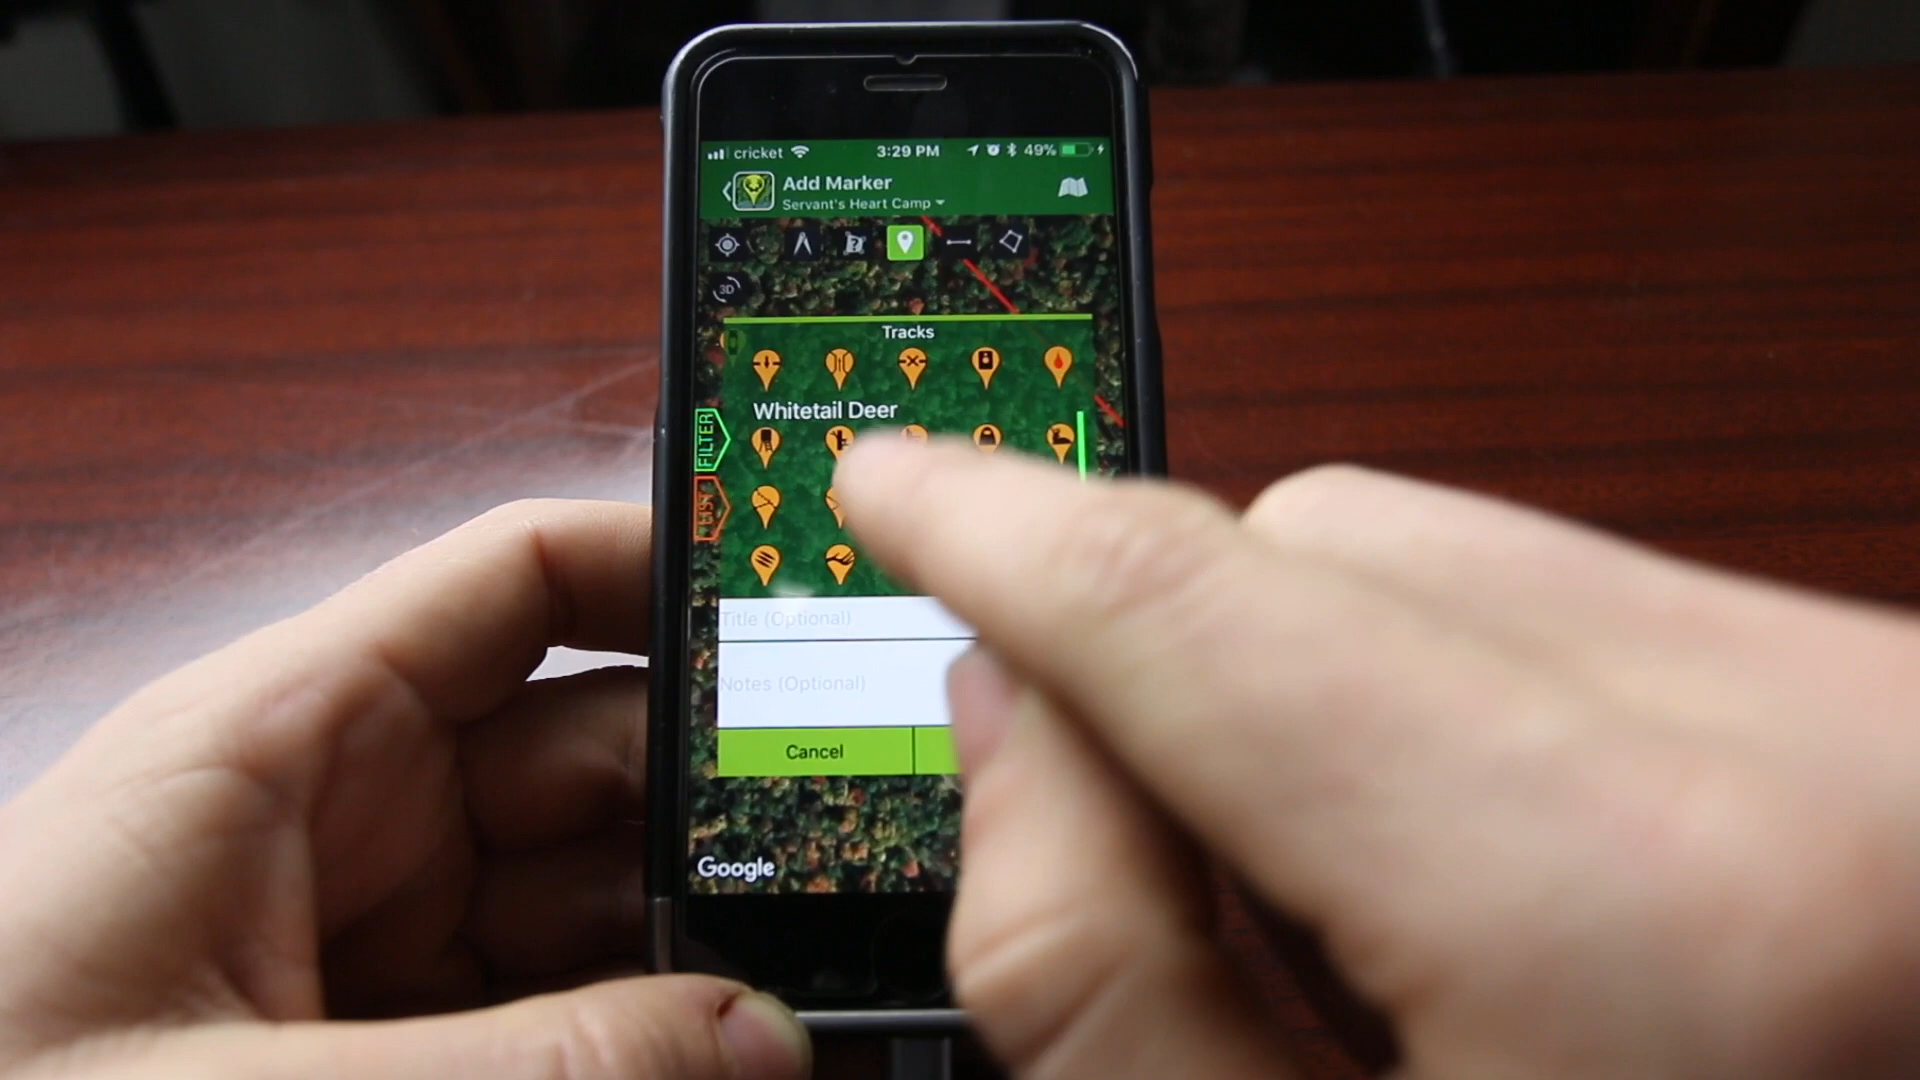 cricket 3:29 PM 49%
Add Marker
Servant's Heart Camp
?
3D
Tracks
Whitetail Deer
FILTER
LIST
Title (Optional)
Notes (Optional)
Cancel
Google